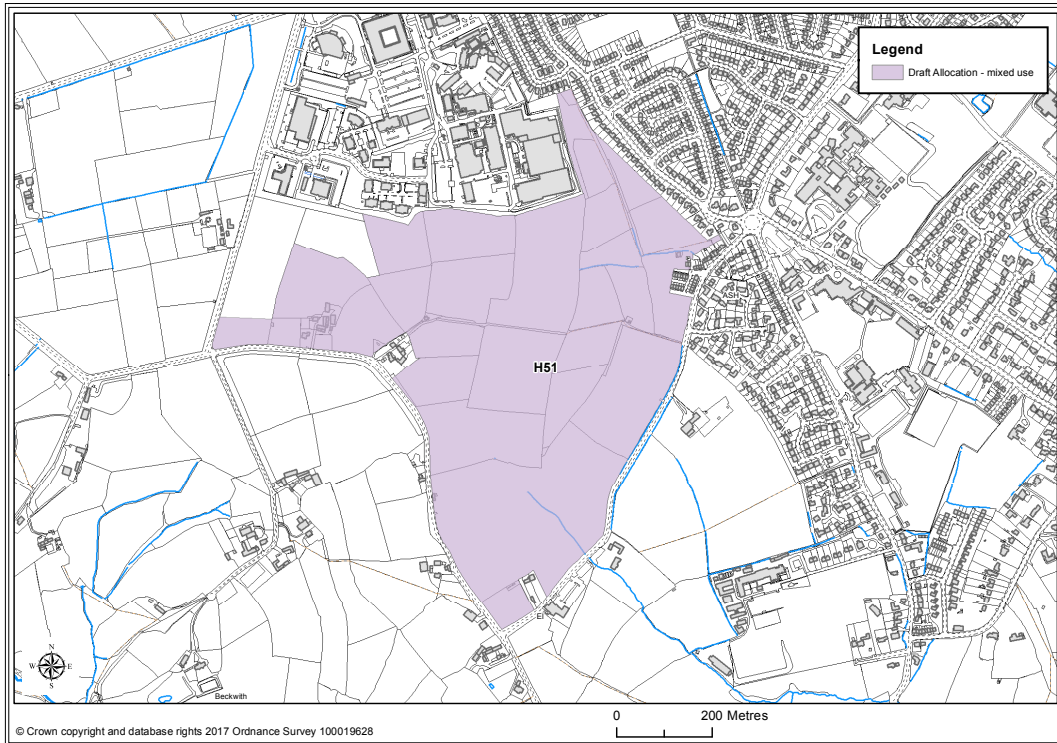 Legend
Draft Allocation - mixed use
ASH
H51
El
N
W E
S
Beckwith
0 200 Metres
© Crown copyright and database rights 2017 Ordnance Survey 100019628